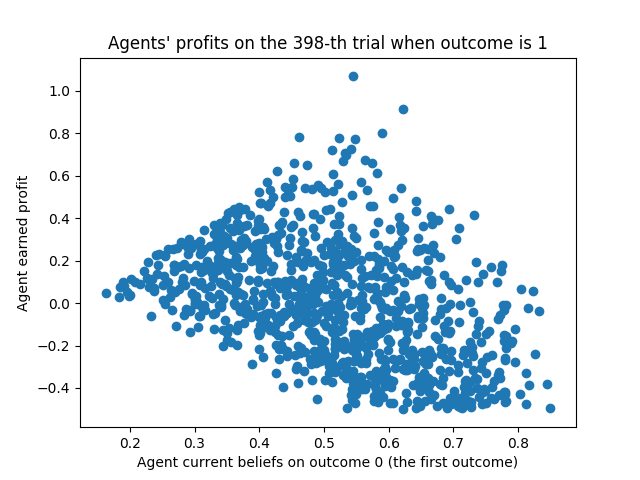 Agents' profits on the 398-th trial when outcome is 1
Agent earned profit
1.0
0.8
0.6
0.4
0.2
0.0
−0.2
−0.4
0.2 0.3 0.4 0.5 0.6 0.7 0.8
Agent current beliefs on outcome 0 (the first outcome)